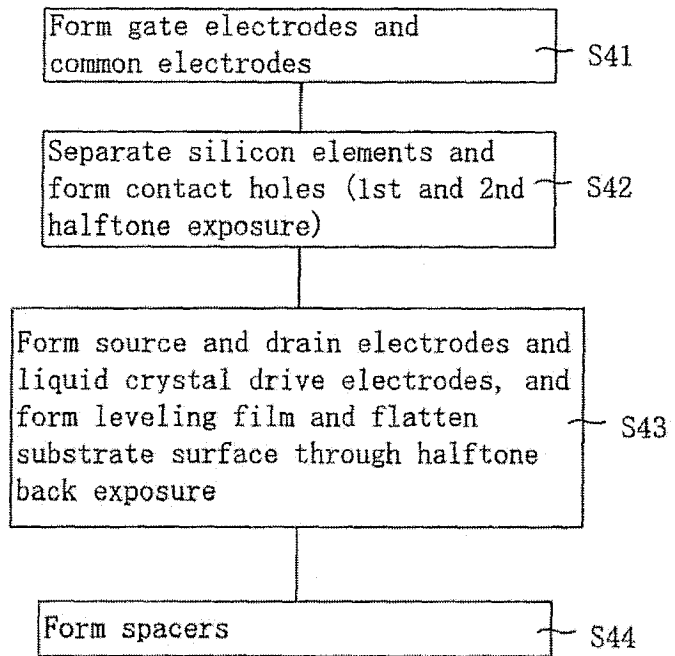 Form gate electrodes and
common electrodes
S41
Separate silicon elements and
form contact holes (1st and 2nd
halftone exposure)
S42
Form source and drain electrodes and
liquid crystal drive electrodes, and
form leveling film and flatten
substrate surface through halftone
back exposure
S43
Form spacers
S44